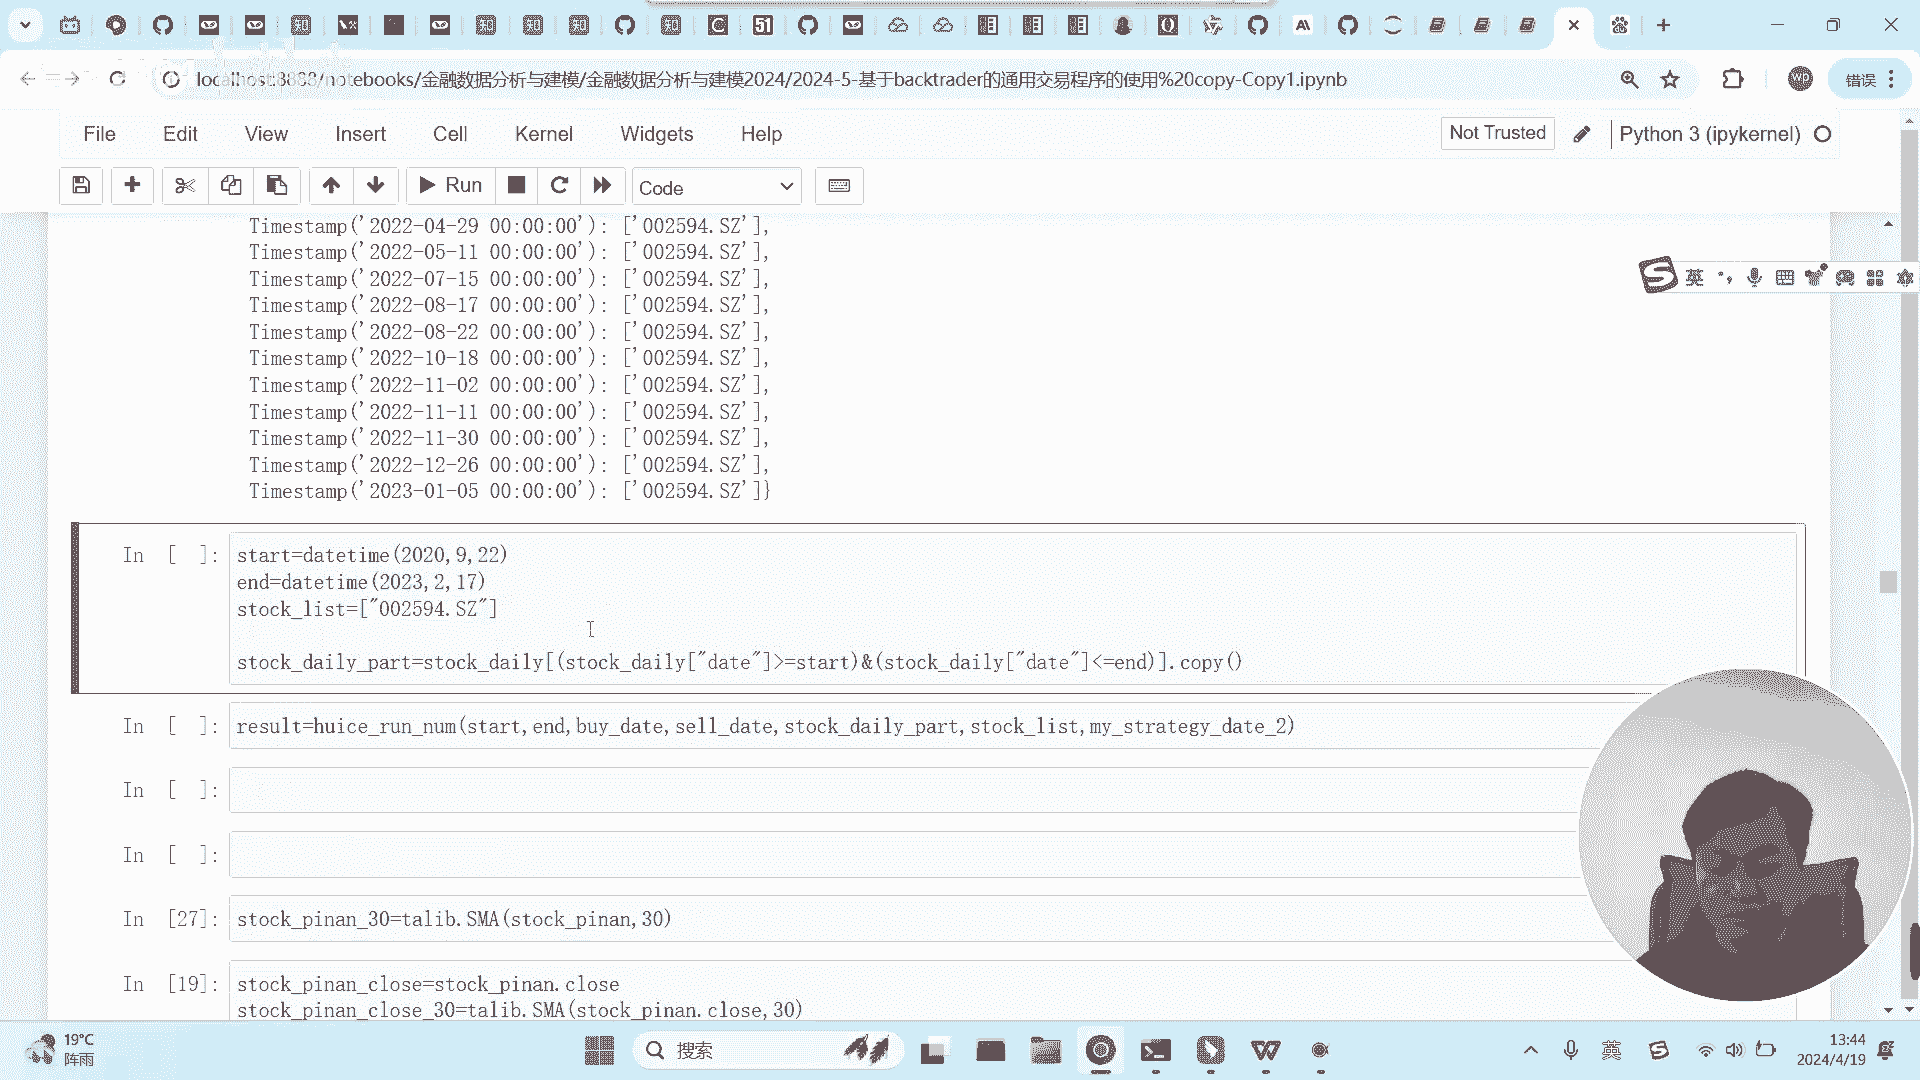 localhost:8888/notebooks/金融数据分析与建模/金融数据分析与建模2024/2024-5-基于backtrader的通用交易程序的使用%20copy-Copy1.ipynb
wp
错误
File Edit View Insert Cell Kernel Widgets Help
Not Trusted
Python 3 (ipykernel)
Run
Code
Timestamp('2022-04-29 00:00:00'): ['002594.SZ'],
Timestamp('2022-05-11 00:00:00'): ['002594.SZ'],
Timestamp('2022-07-15 00:00:00'): ['002594.SZ'],
Timestamp('2022-08-17 00:00:00'): ['002594.SZ'],
Timestamp('2022-08-22 00:00:00'): ['002594.SZ'],
Timestamp('2022-10-18 00:00:00'): ['002594.SZ'],
Timestamp('2022-11-02 00:00:00'): ['002594.SZ'],
Timestamp('2022-11-11 00:00:00'): ['002594.SZ'],
Timestamp('2022-11-30 00:00:00'): ['002594.SZ'],
Timestamp('2022-12-26 00:00:00'): ['002594.SZ'],
Timestamp('2023-01-05 00:00:00'): ['002594.SZ']}
英
In [ ]: start=datetime(2020,9,22)
end=datetime(2023,2,17)
stock_list=["002594.SZ"]
stock_daily_part=stock_daily[(stock_daily["date"]>=start)&(stock_daily["date"]<=end)].copy()
In [ ]: result=huice_run_num(start,end,buy_date,sell_date,stock_daily_part,stock_list,my_strategy_date_2)
In [ ]:
In [ ]:
In [27]: stock_pinan_30=talib.SMA(stock_pinan,30)
In [19]: stock_pinan_close=stock_pinan.close
stock_pinan_close_30=talib.SMA(stock_pinan.close,30)
19°C
阵雨
搜索
英
13:44
2024/4/19